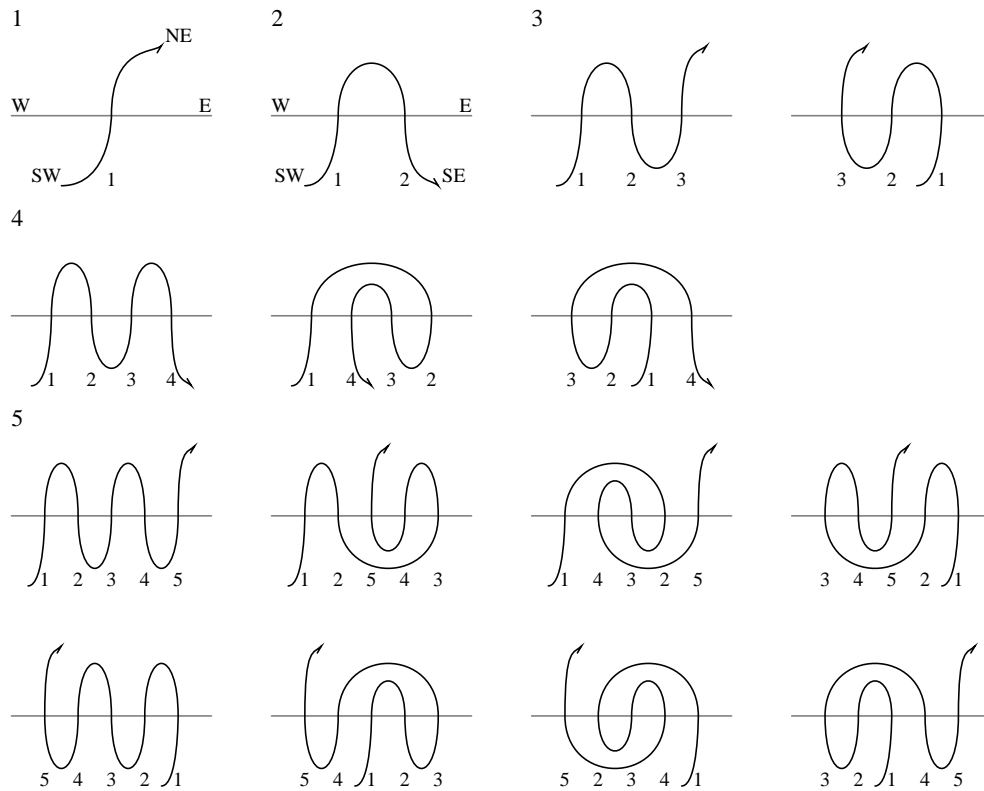 1 2 3
NE
W E W E
SW 1 SW 1 2 SE 1 2 3 3 2 1
4
1 2 3 4 1 4 3 2 3 2 1 4
5
1 2 3 4 5 1 2 5 4 3 1 4 3 2 5 3 4 5 2 1
5 4 3 2 1 5 4 1 2 3 5 2 3 4 1 3 2 1 4 5